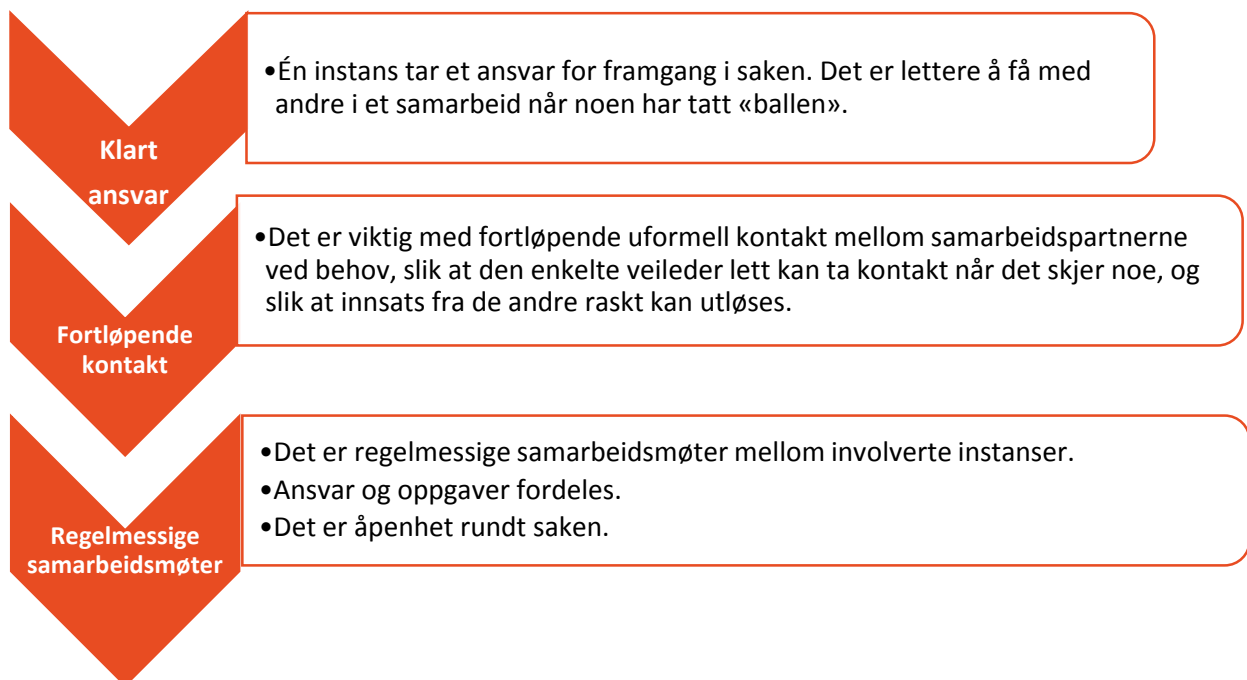 •Én instans tar et ansvar for framgang i saken. Det er lettere å få med
andre i et samarbeid når noen har tatt «ballen».
Klart
ansvar
•Det er viktig med fortløpende uformell kontakt mellom samarbeidspartnerne
ved behov, slik at den enkelte veileder lett kan ta kontakt når det skjer noe, og
slik at innsats fra de andre raskt kan utløses.
Fortløpende
kontakt
•Det er regelmessige samarbeidsmøter mellom involverte instanser.
•Ansvar og oppgaver fordeles.
•Det er åpenhet rundt saken.
Regelmessige
samarbeidsmøter